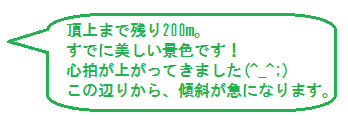 頂上まで残り200m。
すでに美しい景色です！
心拍が上がってきました(^_^;)
この辺りから、傾斜が急になります。